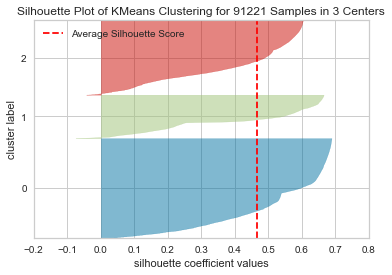 Silhouette Plot of KMeans Clustering for 91221 Samples in 3 Centers
Average Silhouette Score
2
1
0
cluster label
-0.2 -0.1 0.0 0.1 0.2 0.3 0.4 0.5 0.6 0.7 0.8
silhouette coefficient values